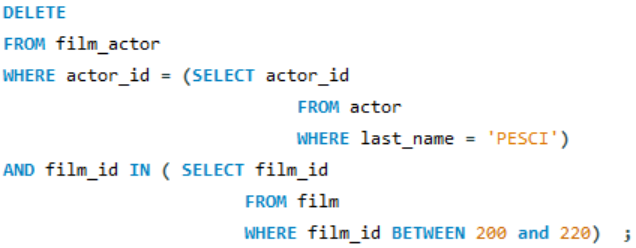 DELETE
FROM film_actor
WHERE actor_id = (SELECT actor_id
FROM actor
WHERE last_name = 'PESCI')
AND film_id IN ( SELECT film_id
FROM film
WHERE film_id BETWEEN 200 and 220) ;